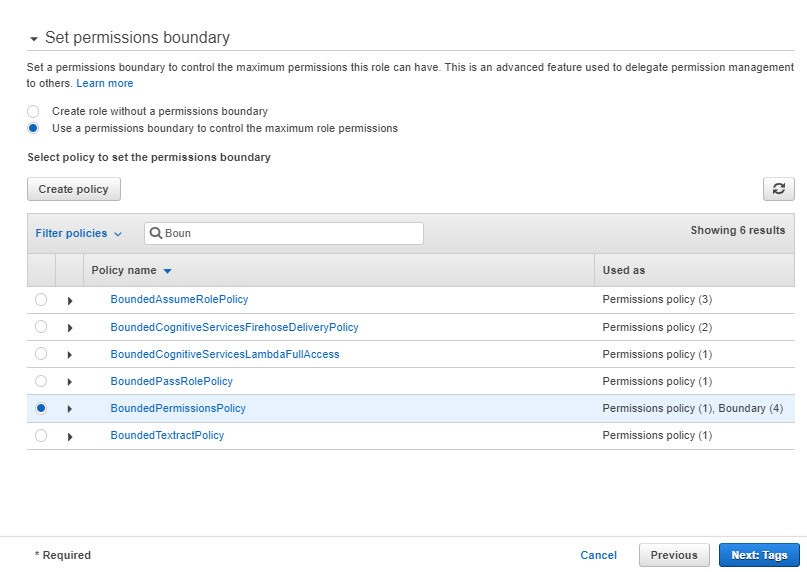 Set permissions boundary
Set a permissions boundary to control the maximum permissions this role can have. This is an advanced feature used to delegate permission management
to others. Learn more
Create role without a permissions boundary
Use a permissions boundary to control the maximum role permissions
Select policy to set the permissions boundary
Create policy
Filter policies Boun Showing 6 results
Policy name Used as
BoundedAssumeRolePolicy Permissions policy (3)
BoundedCognitiveServicesFirehoseDeliveryPolicy Permissions policy (2)
BoundedCognitiveServicesLambdaFullAccess Permissions policy (1)
BoundedPassRolePolicy Permissions policy (1)
BoundedPermissionsPolicy Permissions policy (1), Boundary (4)
BoundedTextractPolicy Permissions policy (1)
* Required Cancel Previous Next: Tags